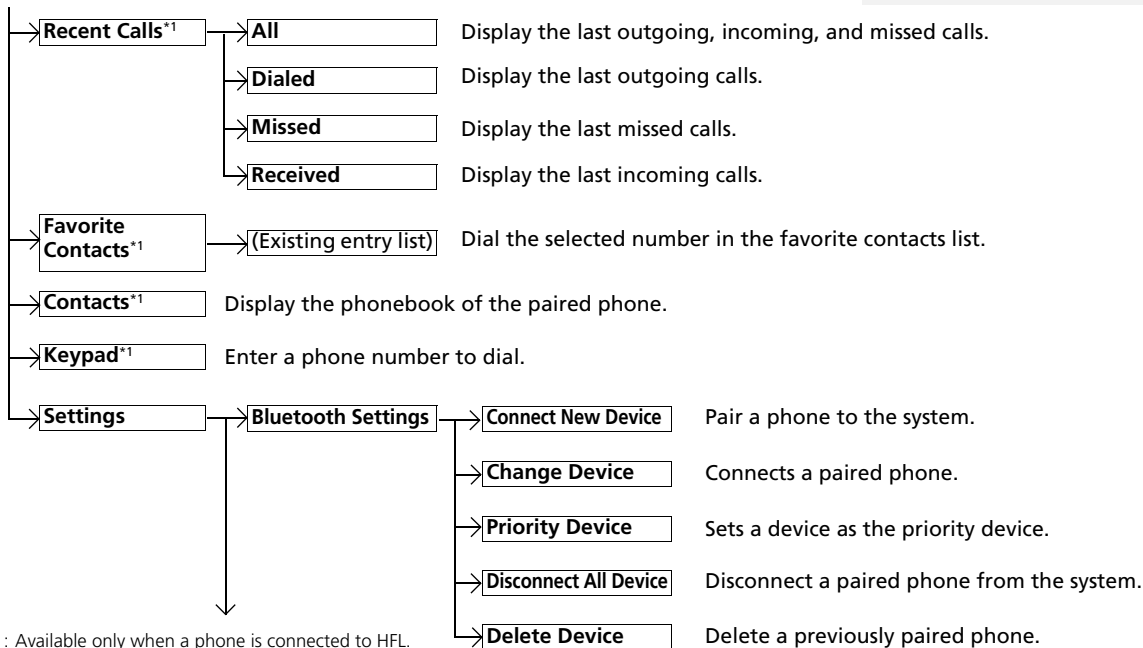 Recent Calls*1 All Display the last outgoing, incoming, and missed calls.
Dialed Display the last outgoing calls.
Missed Display the last missed calls.
Received Display the last incoming calls.
Favorite
Contacts*1 (Existing entry list) Dial the selected number in the favorite contacts list.
Contacts*1 Display the phonebook of the paired phone.
Keypad*1 Enter a phone number to dial.
Settings Bluetooth Settings Connect New Device Pair a phone to the system.
Change Device Connects a paired phone.
Priority Device Sets a device as the priority device.
Disconnect All Device Disconnect a paired phone from the system.
Delete Device Delete a previously paired phone.
: Available only when a phone is connected to HFL.